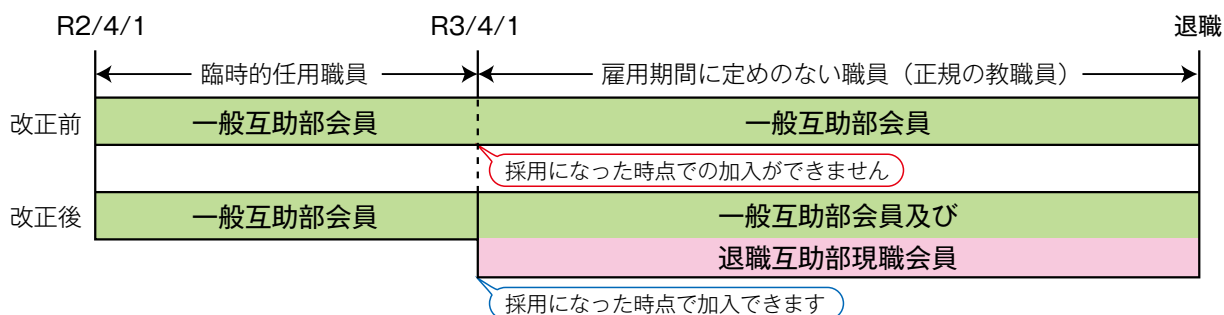 R2/4/1 R3/4/1 退職
臨時的任用職員 雇用期間に定めのない職員（正規の教職員）
改正前 一般互助部会員 一般互助部会員
採用になった時点での加入ができません
改正後 一般互助部会員 一般互助部会員及び
退職互助部現職会員
採用になった時点で加入できます